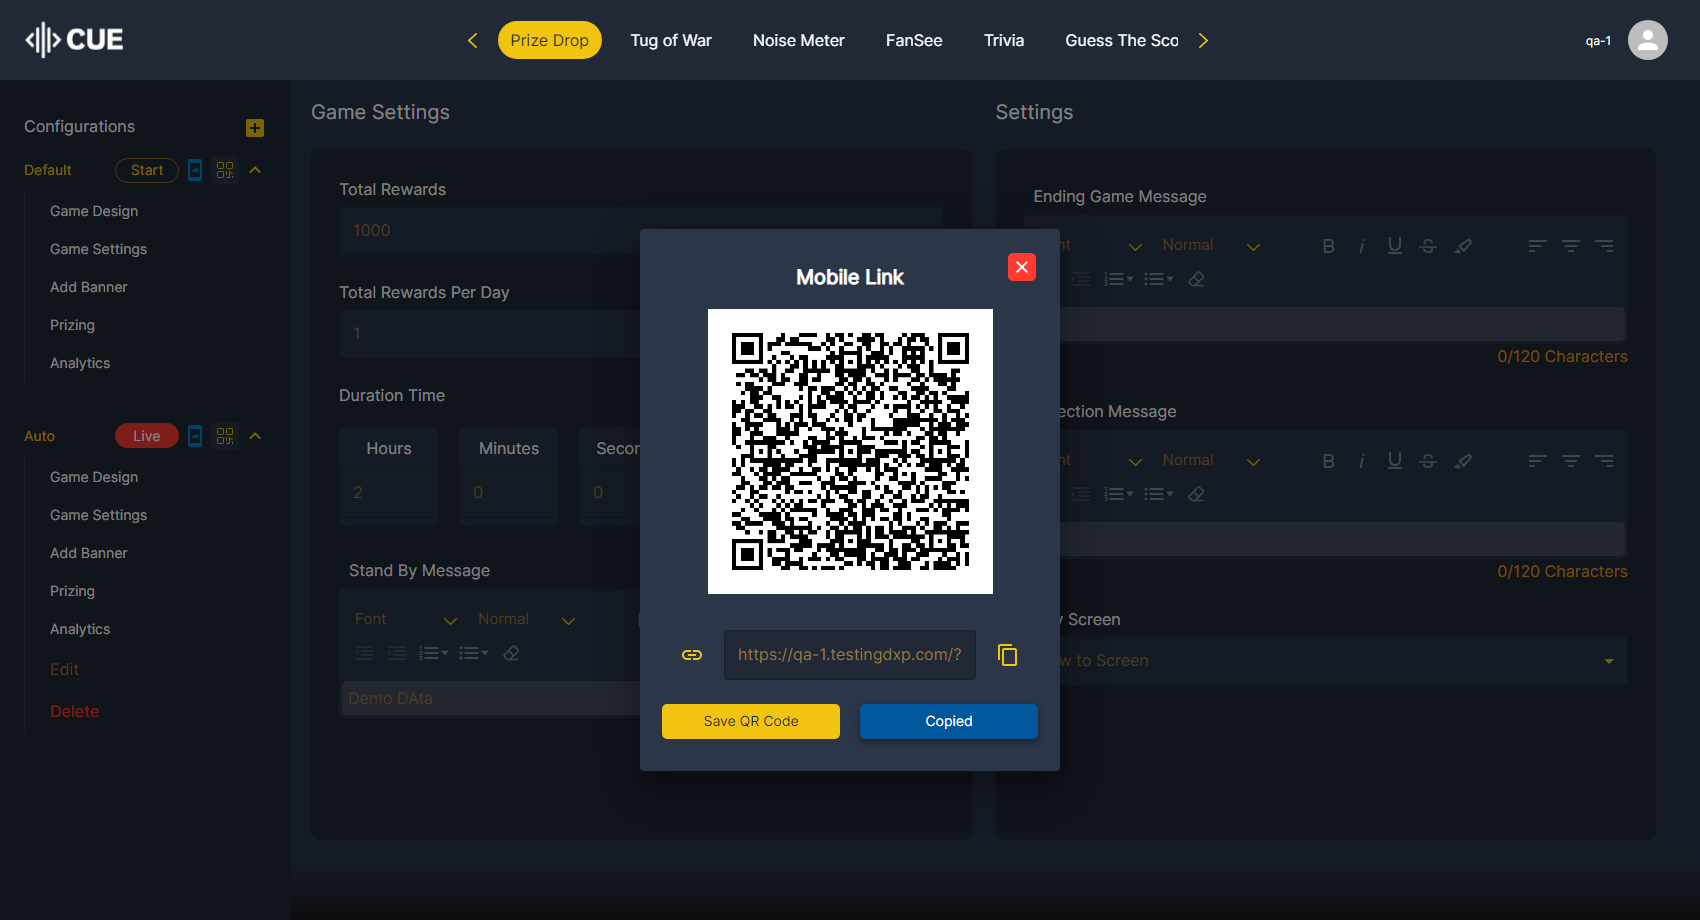 CUE
Prize Drop
Tug of War
Noise Meter
FanSee
Trivia
Guess The Sco
qa-1
Configurations
Default
Start
Game Design
Game Settings
Add Banner
Prizing
Analytics
Auto
Live
Game Design
Game Settings
Add Banner
Prizing
Analytics
Edit
Delete
Game Settings
Total Rewards
1000
Total Rewards Per Day
1
Duration Time
Hours
Minutes
Secon
2
0
0
Stand By Message
Font
Normal
Demo DAta
Mobile Link
https://qa-1.testingdxp.com/?
Save QR Code
Copied
Settings
Ending Game Message
nt
Normal
0/120 Characters
ection Message
nt
Normal
0/120 Characters
y Screen
w to Screen